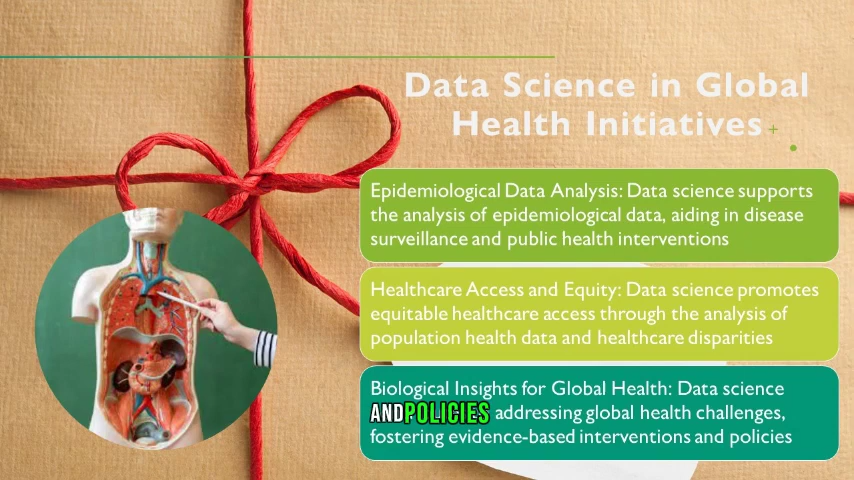 Data Science in Global
Health Initiatives
Epidemiological Data Analysis: Data science supports
the analysis of epidemiological data, aiding in disease
surveillance and public health interventions
Healthcare Access and Equity: Data science promotes
equitable healthcare access through the analysis of
population health data and healthcare disparities
Biological Insights for Global Health: Data science
ANDPOLICIES addressing global health challenges,
fostering evidence-based interventions and policies